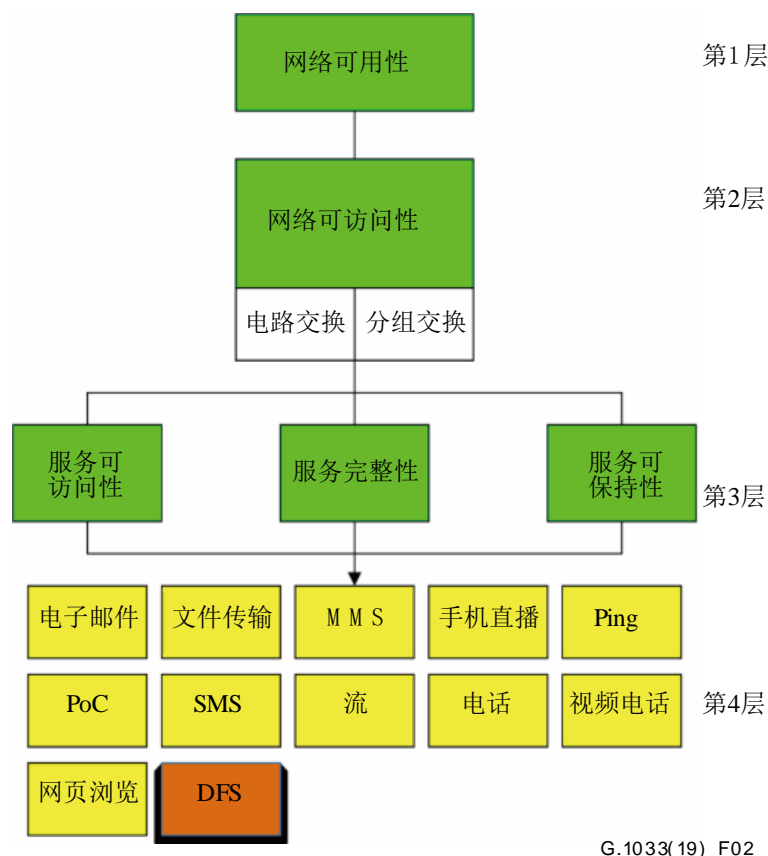 网络可用性
第1层
网络可访问性
第2层
电路交换
分组交换
服务可
访问性
服务完整性
服务可
保持性
第3层
电子邮件
文件传输
M M S
手机直播
Ping
PoC
SMS
流
电话
视频电话
第4层
网页浏览
DFS
G.1033(19)_F02